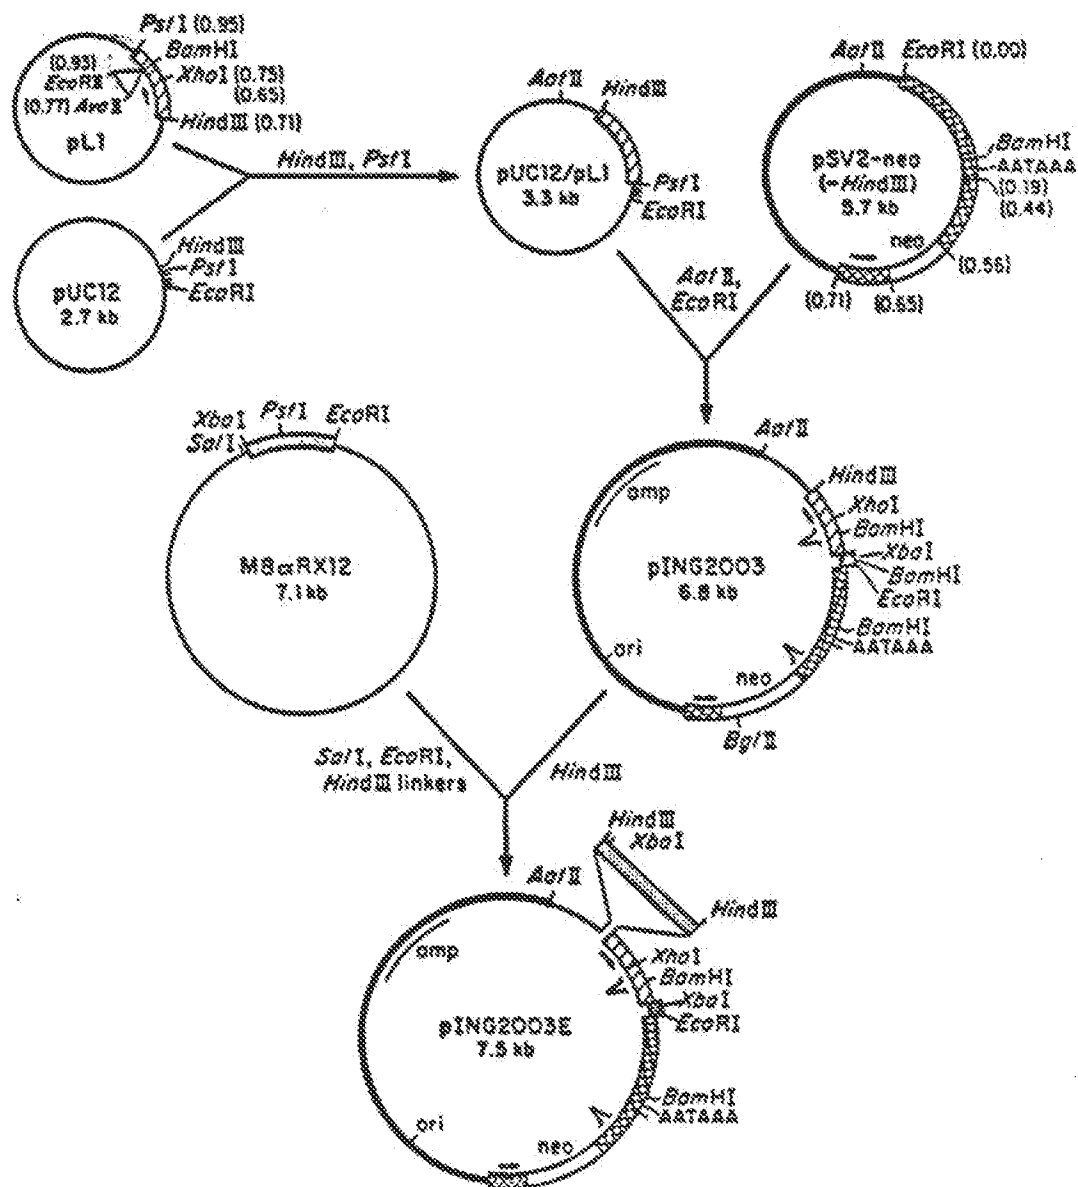 PstI (0.95)
BamHI
(0.93)
EcoRII
XhoI (0.75)
(0.65)
(0.77) AvaII
HindIII (0.71)
pL1
HindIII, PstI
AatII
HindIII
pUC12/pL1
3.3 kb
PstI
EcoRI
AatII
EcoRI (0.00)
pSV2-neo
(-HindIII)
5.7 kb
BamHI
AATAAA
(0.19)
(0.44)
neo
(0.56)
(0.71)
(0.65)
HindIII
PstI
EcoRI
pUC12
2.7 kb
AatII,
EcoRI
XbaI
SalI
PstI
EcoRI
M8αRX12
7.1 kb
AatII
HindIII
XhoI
BamHI
XbaI
BamHI
EcoRI
BamHI
AATAAA
amp
pING2003
6.8 kb
ori
neo
BglII
SalI, EcoRI,
HindIII linkers
HindIII
HindIII
XbaI
HindIII
AatII
XhoI
BamHI
XbaI
EcoRI
amp
pING2003E
7.5 kb
BamHI
AATAAA
ori
neo